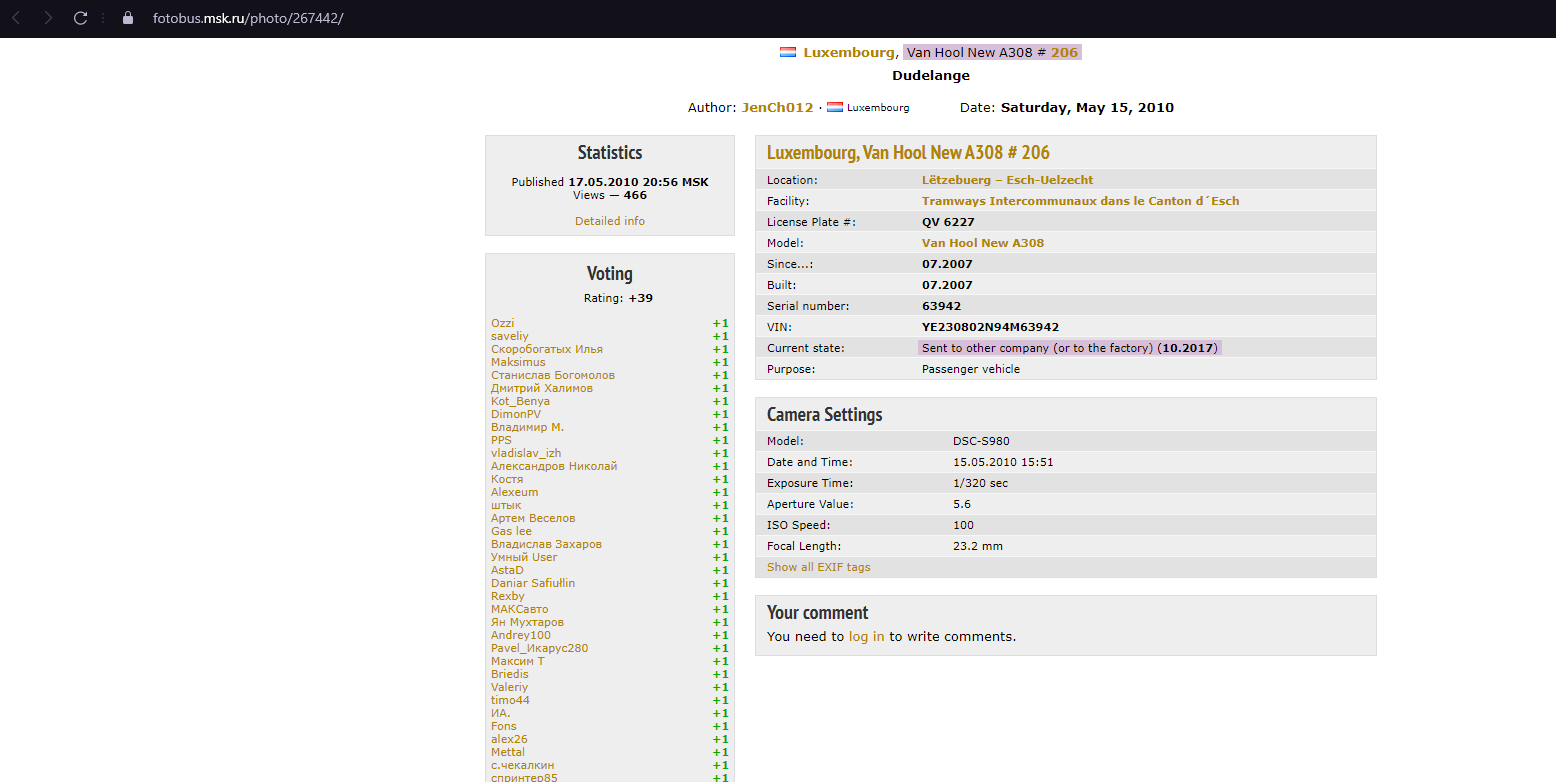 fotobus.msk.ru/photo/267442/
Luxembourg, Van Hool New A308 # 206
Dudelange
Author: JenCh012 · Luxembourg Date: Saturday, May 15, 2010
Statistics
Published 17.05.2010 20:56 MSK
Views — 466
Detailed info
Voting
Rating: +39
Ozzi +1
saveliy +1
Скоробогатых Илья +1
Maksimus +1
Станислав Богомолов +1
Дмитрий Халимов +1
Kot_Benya +1
DimonPV +1
Владимир М. +1
PPS +1
vladislav_izh +1
Александров Николай +1
Костя +1
Alexeum +1
штык +1
Артем Веселов +1
Gas lee +1
Владислав Захаров +1
Умный User +1
AstaD +1
Daniar Safiułlin +1
Rexby +1
МАКСавто +1
Ян Мухтаров +1
Andrey100 +1
Pavel_Икарус280 +1
Максим Т +1
Briedis +1
Valeriy +1
timo44 +1
ИА. +1
Fons +1
alex26 +1
Mettal +1
с.чекалкин +1
спринтер85 +1
Luxembourg, Van Hool New A308 # 206
Location: Lëtzebuerg – Esch-Uelzecht
Facility: Tramways Intercommunaux dans le Canton d´Esch
License Plate #: QV 6227
Model: Van Hool New A308
Since...: 07.2007
Built: 07.2007
Serial number: 63942
VIN: YE230802N94M63942
Current state: Sent to other company (or to the factory) (10.2017)
Purpose: Passenger vehicle
Camera Settings
Model: DSC-S980
Date and Time: 15.05.2010 15:51
Exposure Time: 1/320 sec
Aperture Value: 5.6
ISO Speed: 100
Focal Length: 23.2 mm
Show all EXIF tags
Your comment
You need to log in to write comments.